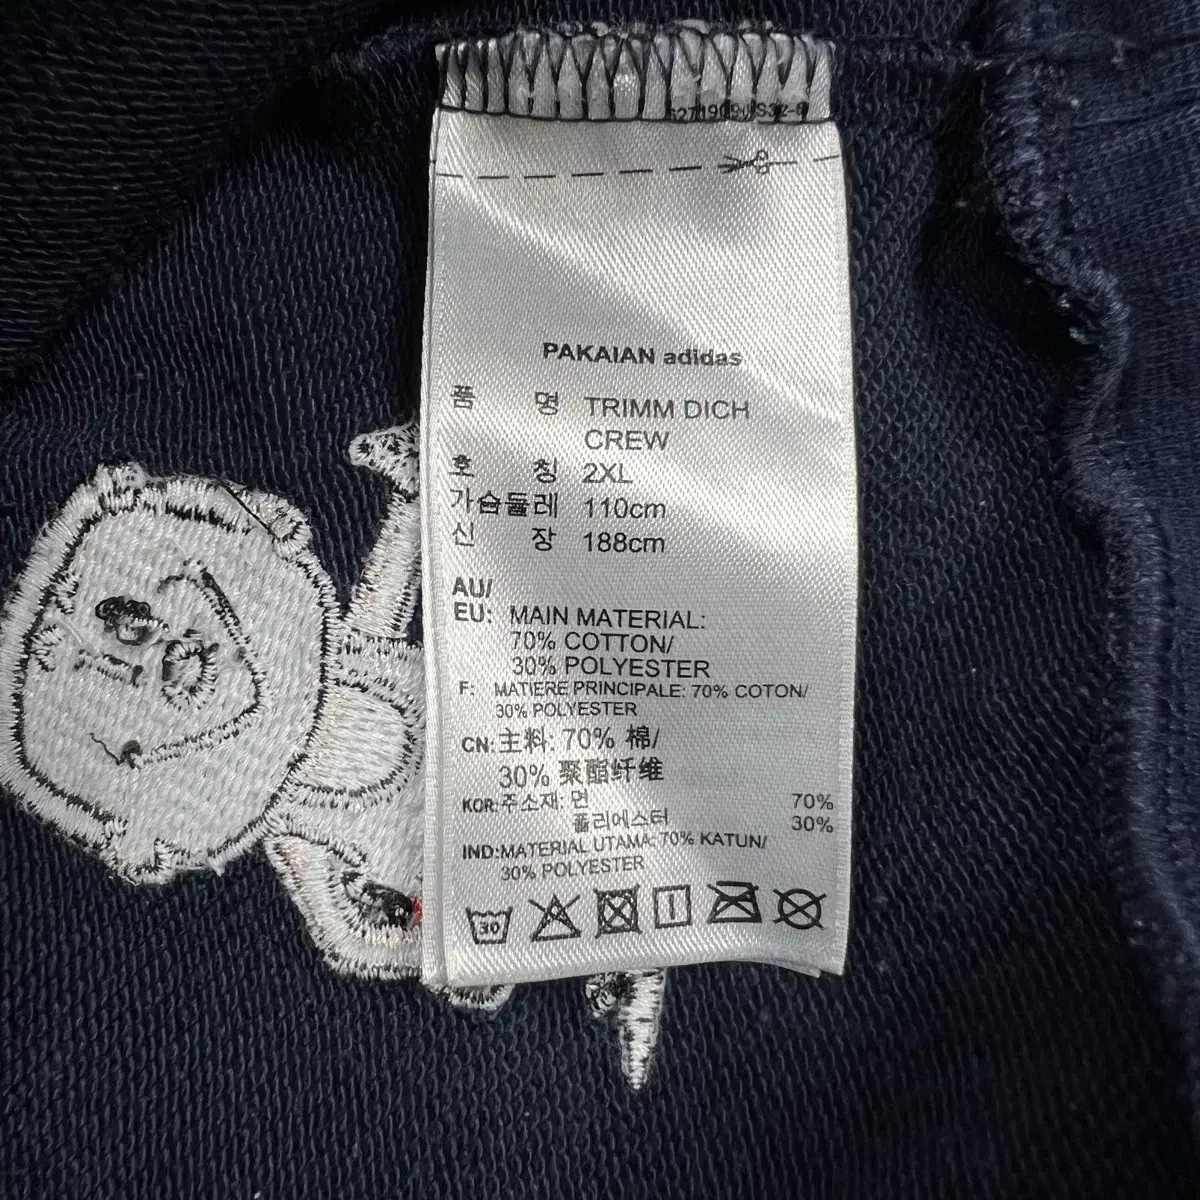 PAKAIAN adidas
품 명 TRIMM DICH
CREW
호 칭 2XL
가슴둘레 110cm
신 장 188cm
AU/
EU: MAIN MATERIAL:
70% COTTON/
30% POLYESTER
F: MATIERE PRINCIPALE: 70% COTON/
30% POLYESTER
CN: 主料: 70% 棉/
30% 聚酯纤维
KOR: 주소재: 면 70%
폴리에스터 30%
IND: MATERIAL UTAMA: 70% KATUN/
30% POLYESTER
30